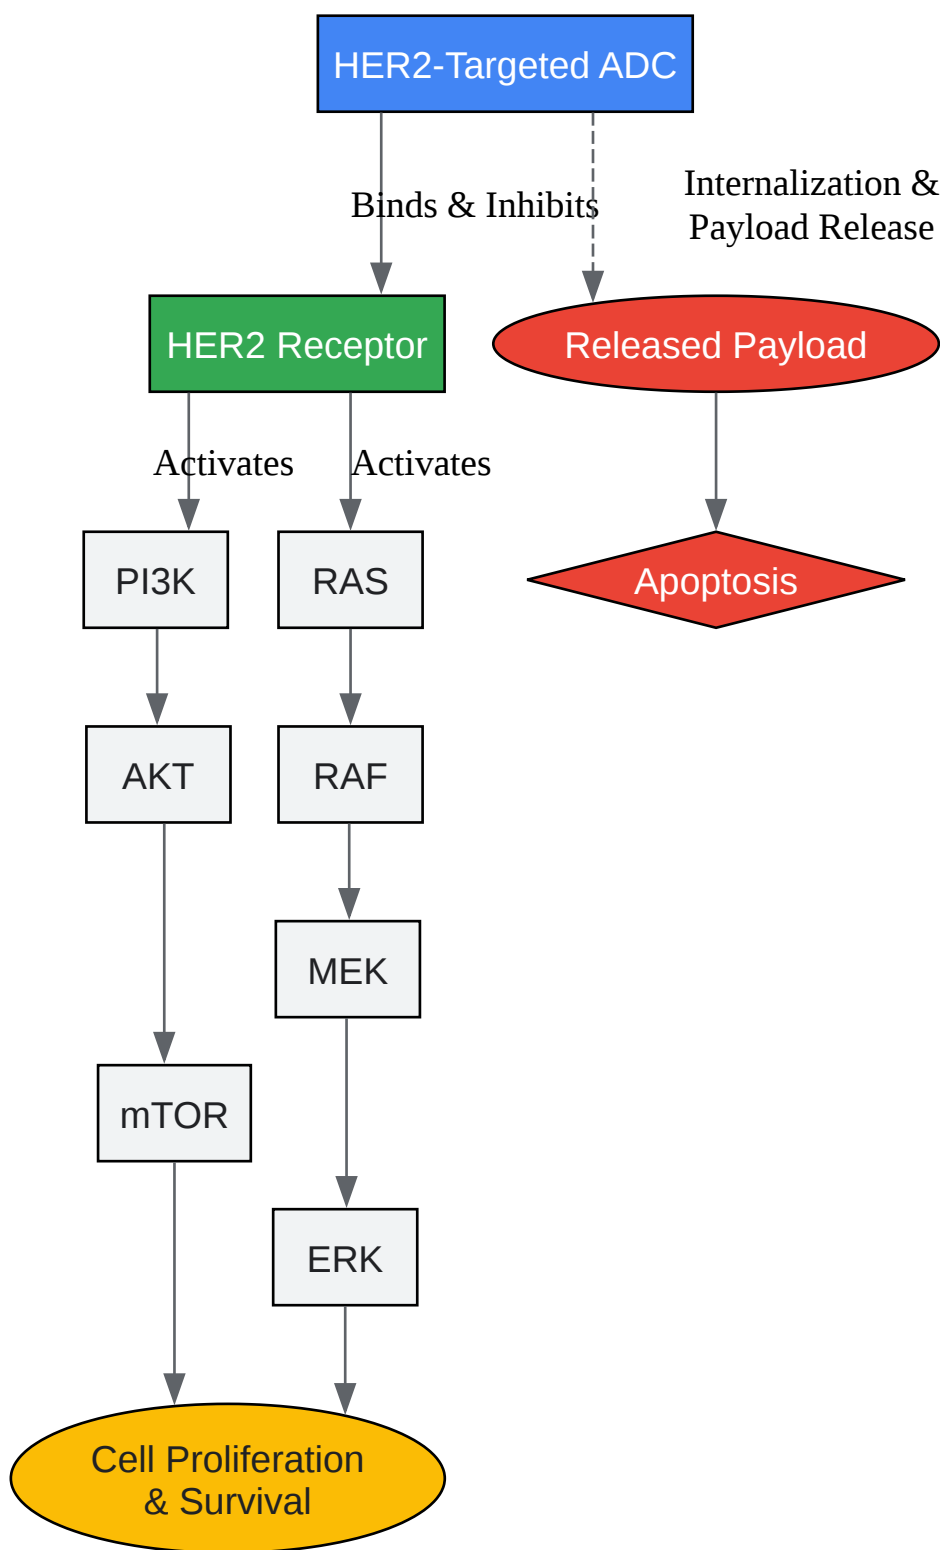 HER2-Targeted ADC
Binds & Inhibits
Internalization &
Payload Release
HER2 Receptor
Released Payload
Activates
Activates
PI3K
RAS
Apoptosis
AKT
RAF
MEK
mTOR
ERK
Cell Proliferation
& Survival